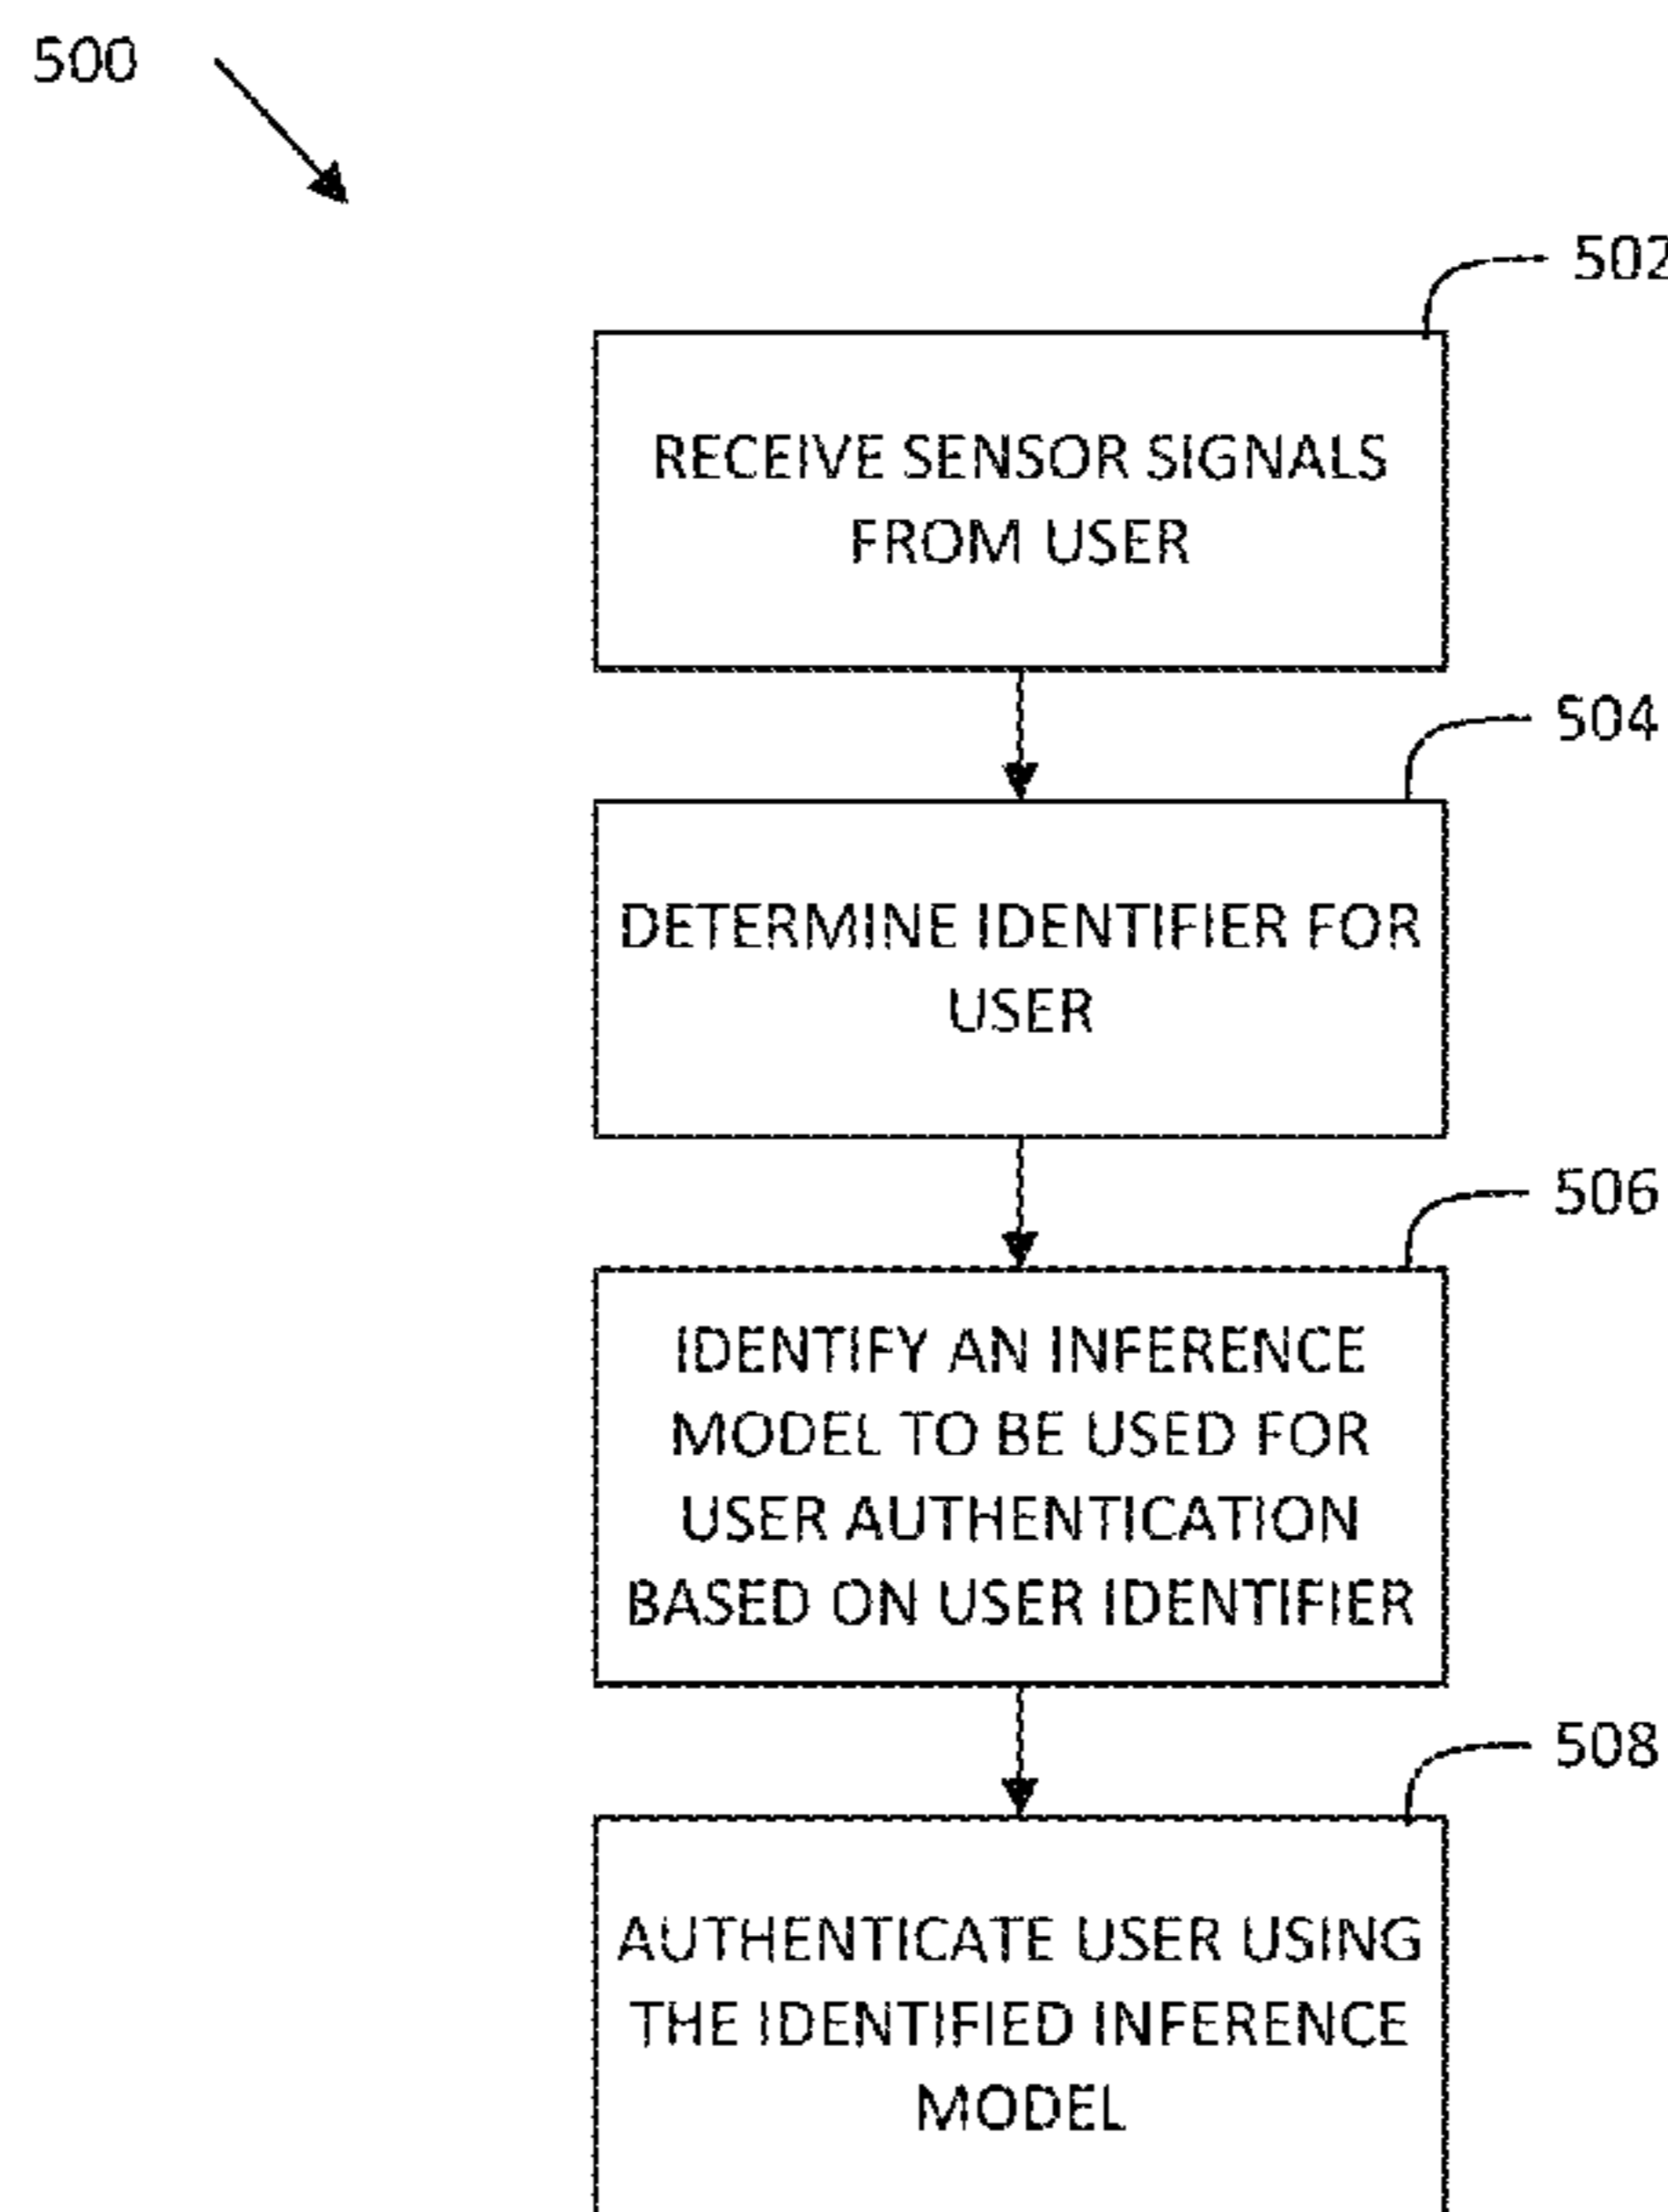 500
502
RECEIVE SENSOR SIGNALS
FROM USER
504
DETERMINE IDENTIFIER FOR
USER
506
IDENTIFY AN INFERENCE
MODEL TO BE USED FOR
USER AUTHENTICATION
BASED ON USER IDENTIFIER
508
AUTHENTICATE USER USING
THE IDENTIFIED INFERENCE
MODEL